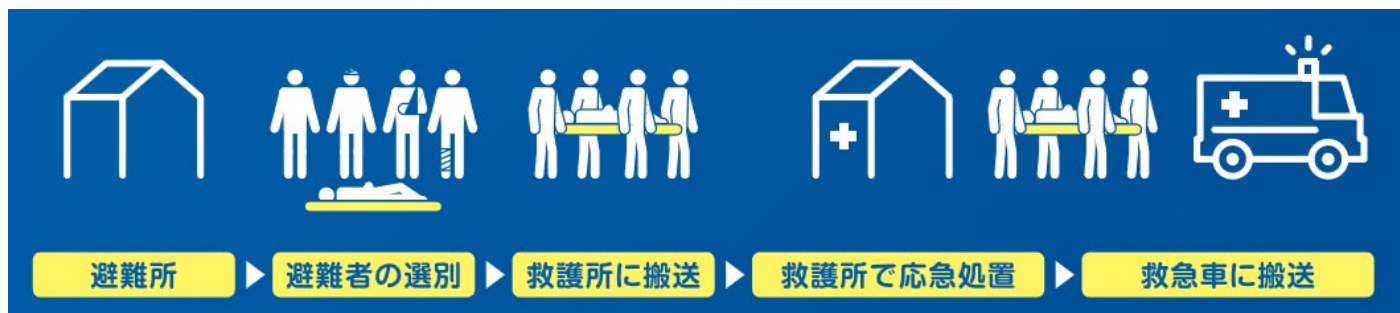 避難所
避難者の選別
救護所に搬送
救護所で応急処置
救急車に搬送